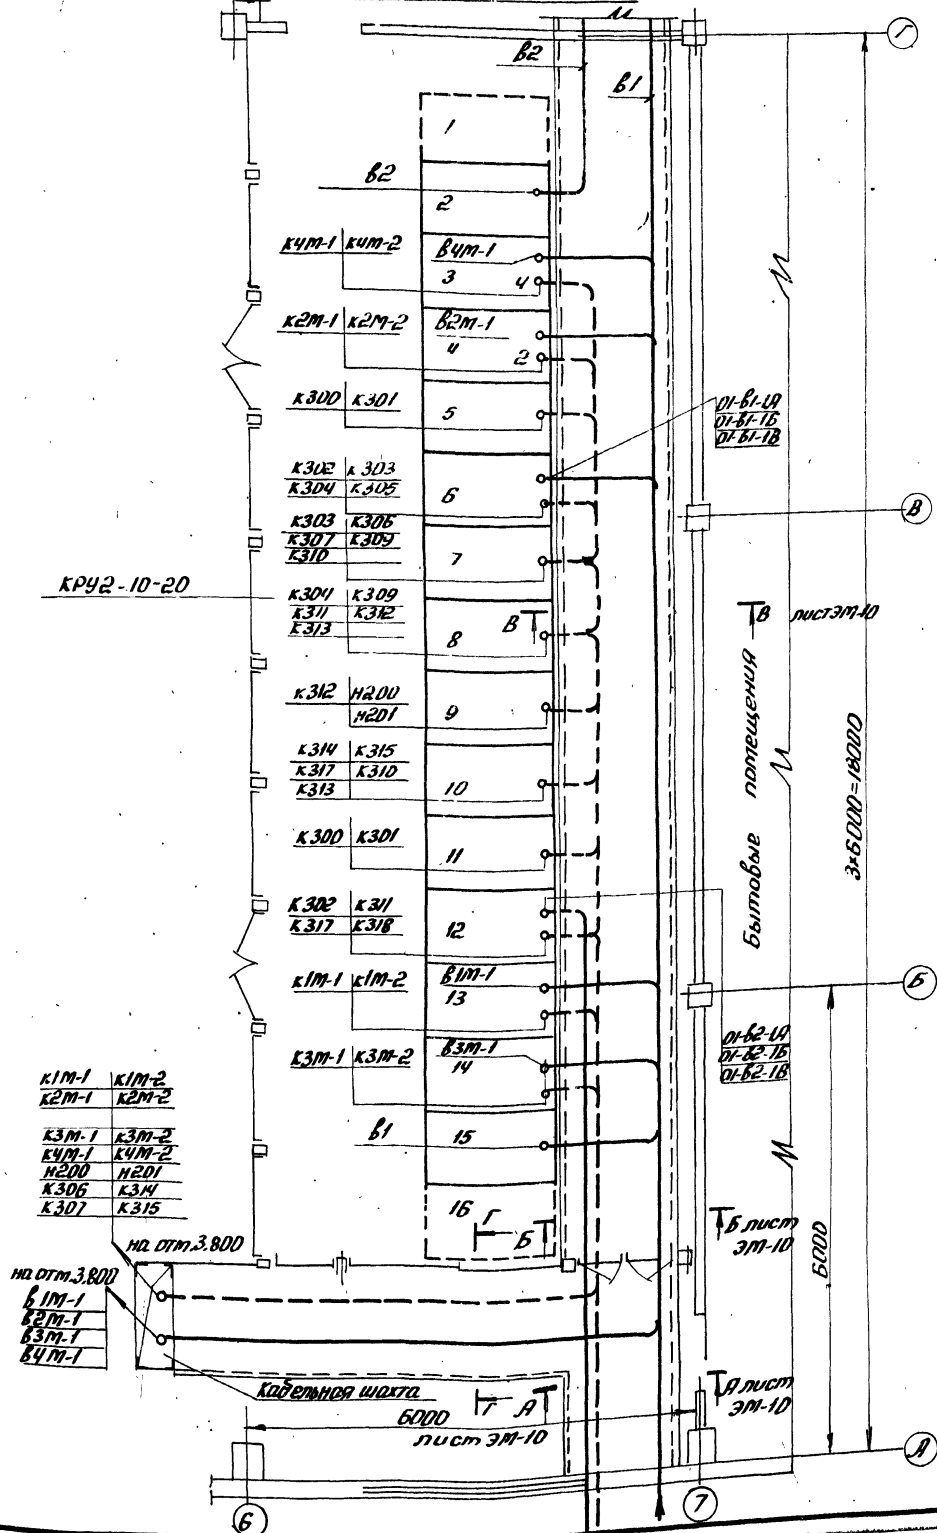 Г
В2
В1
1
В2
2
К4М-1 К4М-2
В4М-1
3
4
К2М-1 К2М-2
В2М-1
4
2
К300 К301
5
01-В1-1А
01-В1-1Б
01-В1-1В
К302 К303
К304 К305
6
В
К303 К306
К307 К309
К310
7
КРУ2-10-20
К304 К309
К311 К312
К313
8
В
В лист ЭМ-10
К312 Н200
Н201
9
Бытовые помещения
3×6000=18000
К314 К315
К317 К310
К313
10
К300 К301
11
К302 К311
К317 К318
12
К1М-1 К1М-2
В1М-1
13
Б
01-В2-1А
01-В2-1Б
01-В2-1В
К3М-1 К3М-2
В3М-1
14
К1М-1 К1М-2
К2М-1 К2М-2
К3М-1 К3М-2
К4М-1 К4М-2
Н200 Н201
К306 К314
К307 К315
В1
15
16
Г
Б
Б лист
ЭМ-10
6000
на отм.3.800
на отм.3.800
В1М-1
В2М-1
В3М-1
В4М-1
Кабельная шахта
Г
А
А лист
ЭМ-10
6000
лист ЭМ-10
А
6
7